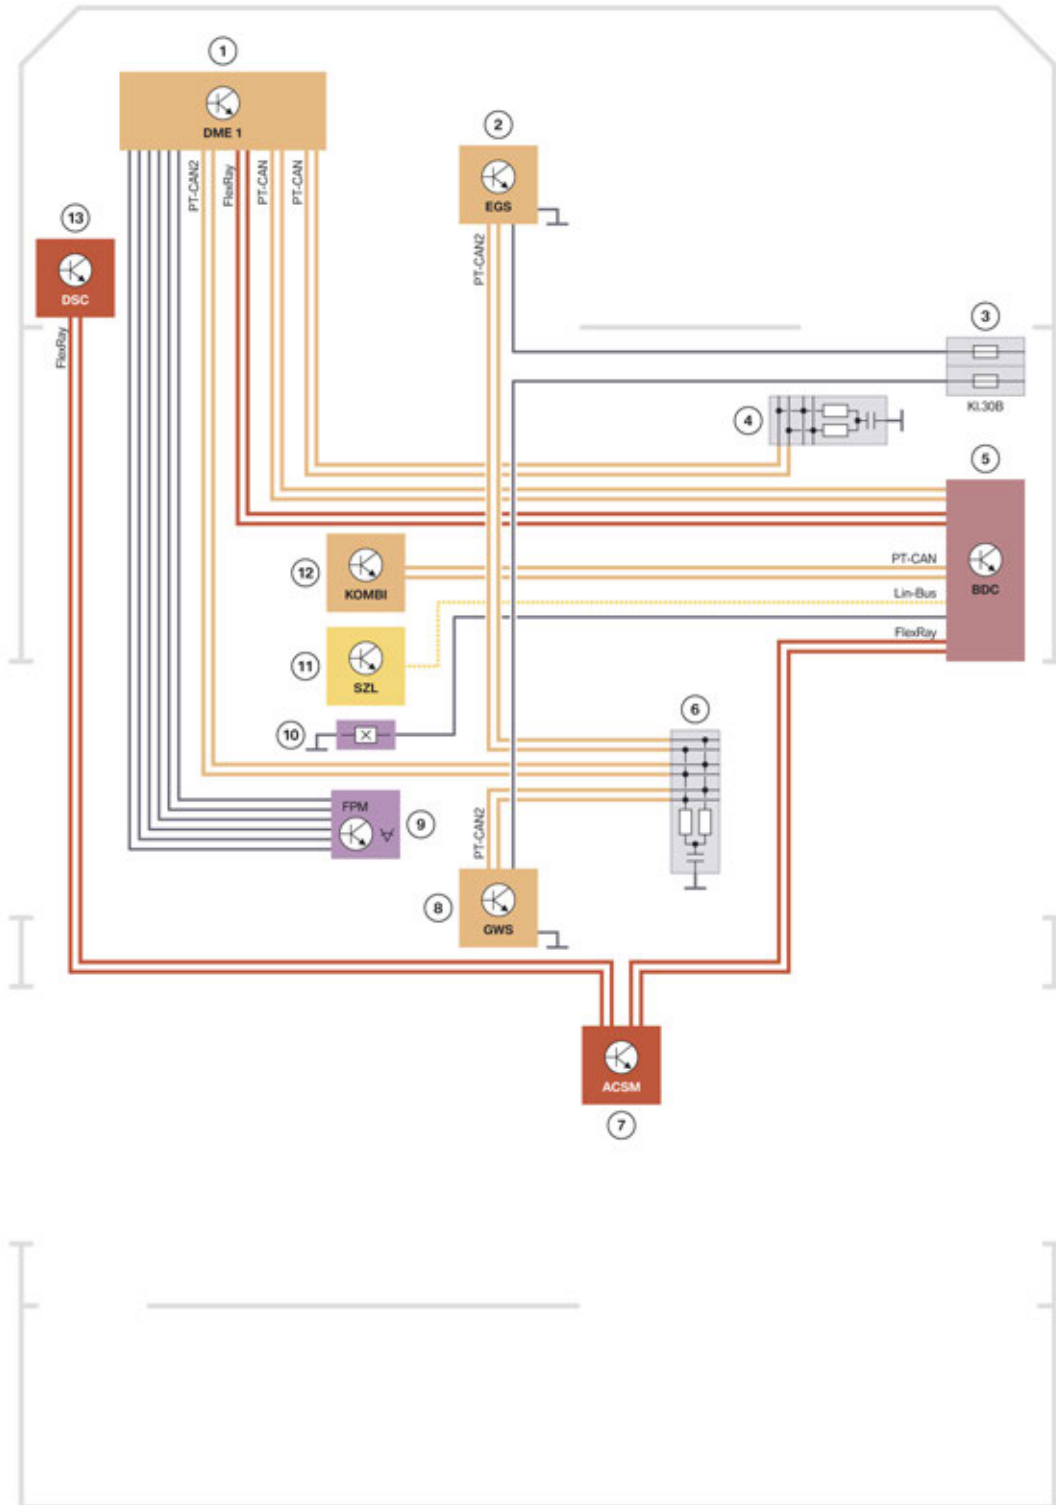 1
DME 1
2
EGS
PT-CAN2
FlexRay
PT-CAN
PT-CAN
13
DSC
FlexRay
PT-CAN2
3
Kl.30B
4
5
BDC
12
KOMBI
PT-CAN
Lin-Bus
FlexRay
11
SZL
10
6
FPM
9
PT-CAN2
8
GWS
ACSM
7